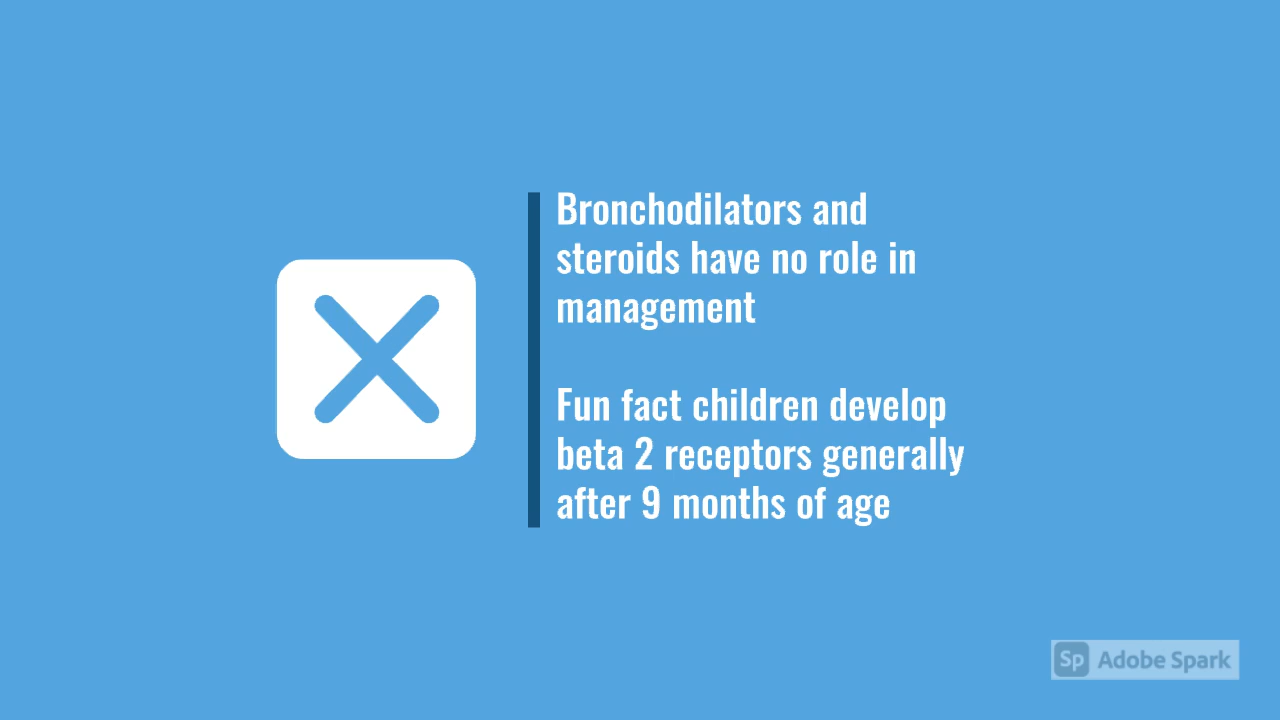 Bronchodilators and
steroids have no role in
management
Fun fact children develop
beta 2 receptors generally
after 9 months of age
Sp Adobe Spark